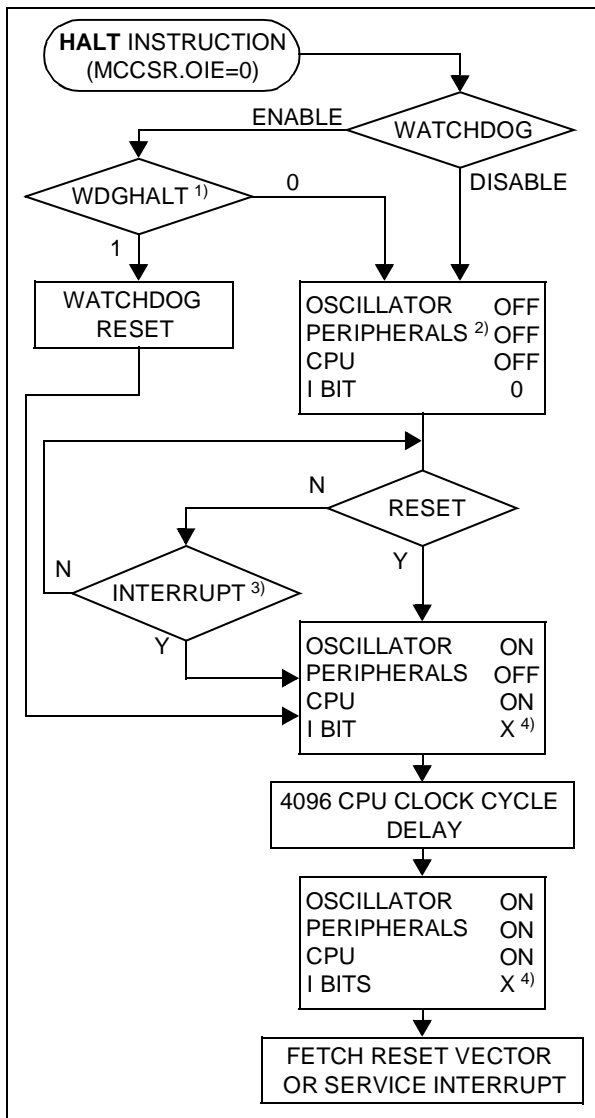 HALT INSTRUCTION
(MCCSR.OIE=0)
ENABLE
WATCHDOG
WDGHALT 1)
0
DISABLE
1
WATCHDOG
RESET
OSCILLATOR OFF
PERIPHERALS 2) OFF
CPU OFF
I BIT 0
N
RESET
N
INTERRUPT 3)
Y
Y
OSCILLATOR ON
PERIPHERALS OFF
CPU ON
I BIT X 4)
4096 CPU CLOCK CYCLE
DELAY
OSCILLATOR ON
PERIPHERALS ON
CPU ON
I BITS X 4)
FETCH RESET VECTOR
OR SERVICE INTERRUPT